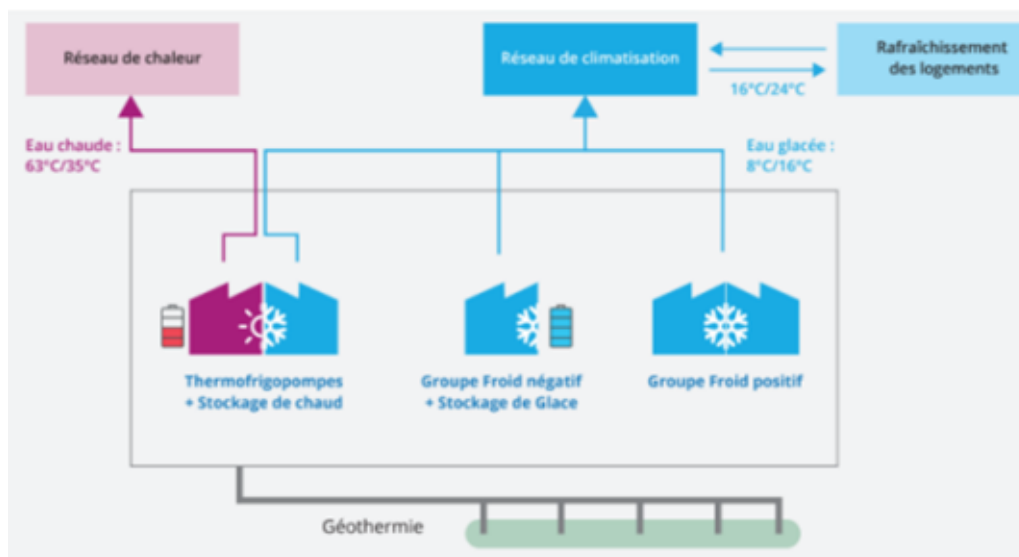 Réseau de chaleur
Réseau de climatisation
Rafraîchissement
des logements
16°C/24°C
Eau chaude :
63°C/35°C
Eau glacée :
8°C/16°C
Thermofrigopompes
+ Stockage de chaud
Groupe Froid négatif
+ Stockage de Glace
Groupe Froid positif
Géothermie